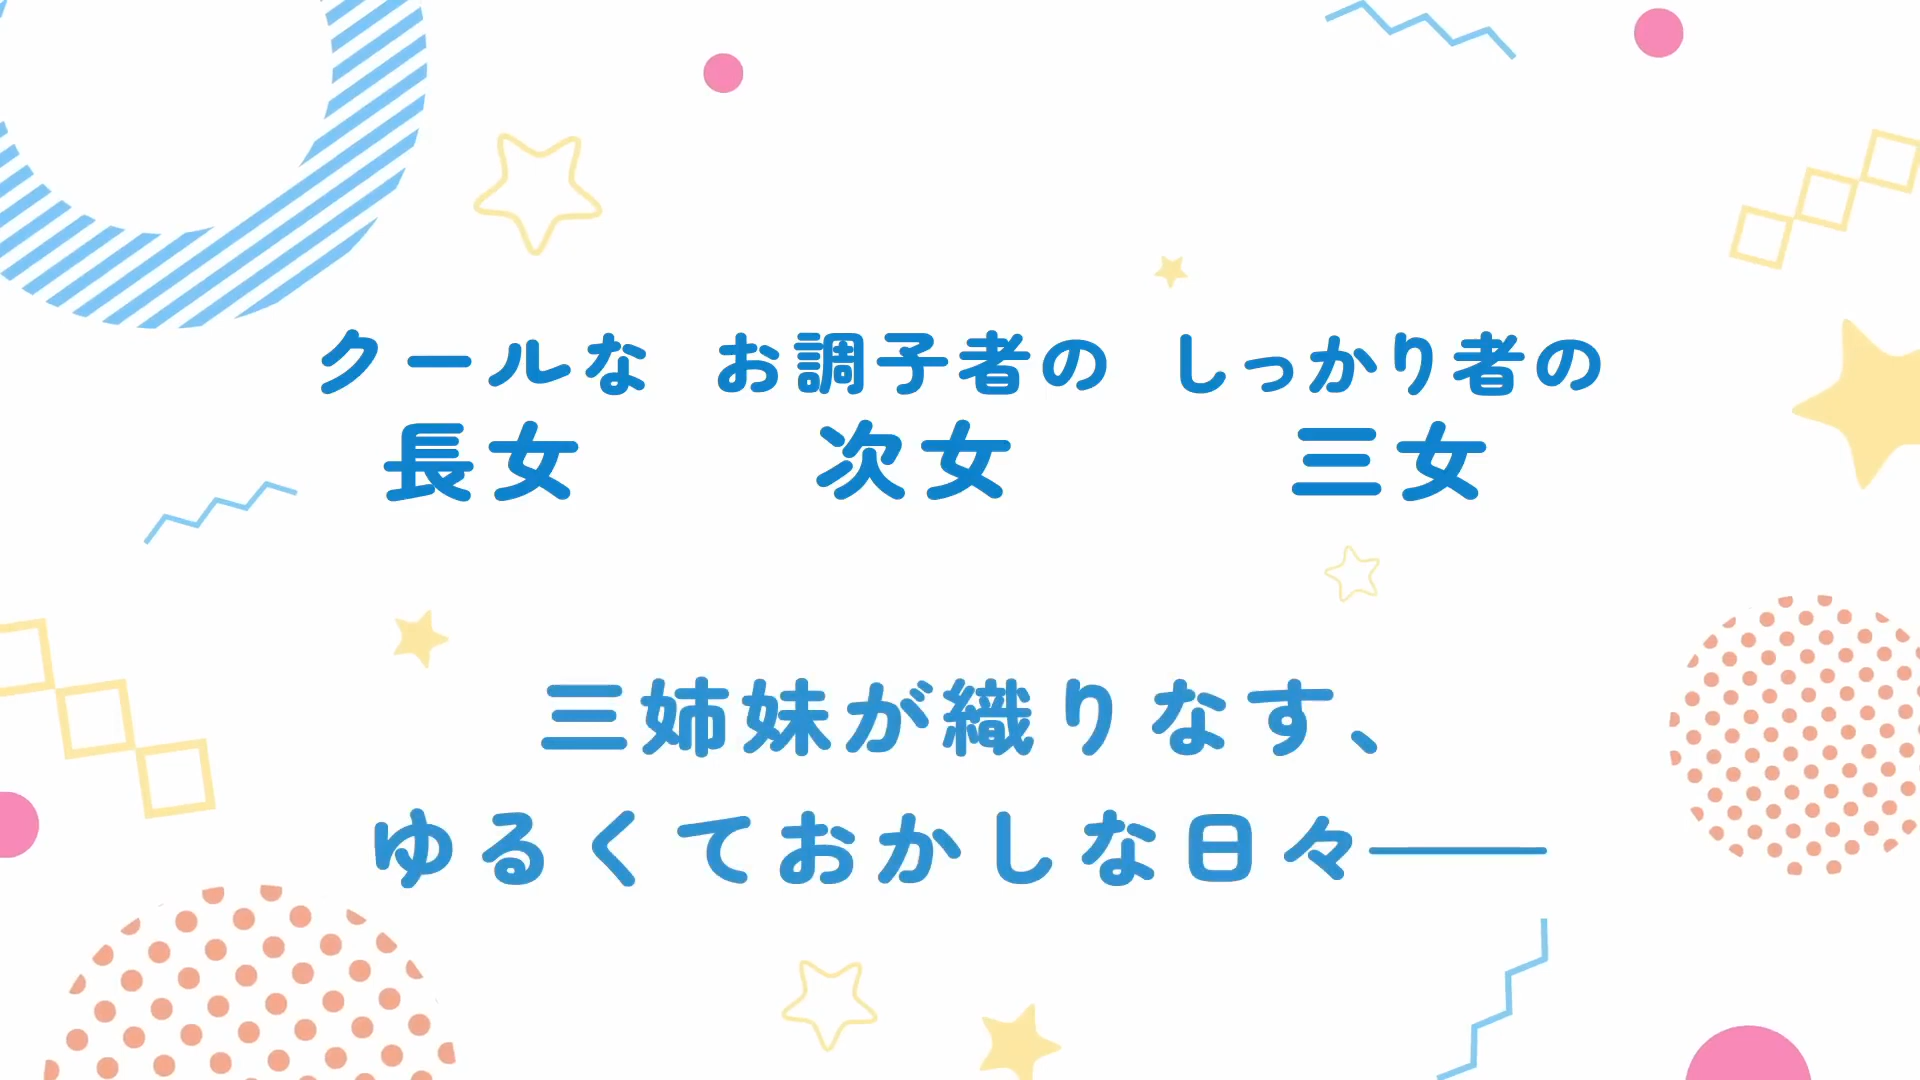 クールな お調子者の しっかり者の
長女 次女 三女
三姉妹が織りなす、
ゆるくておかしな日々――